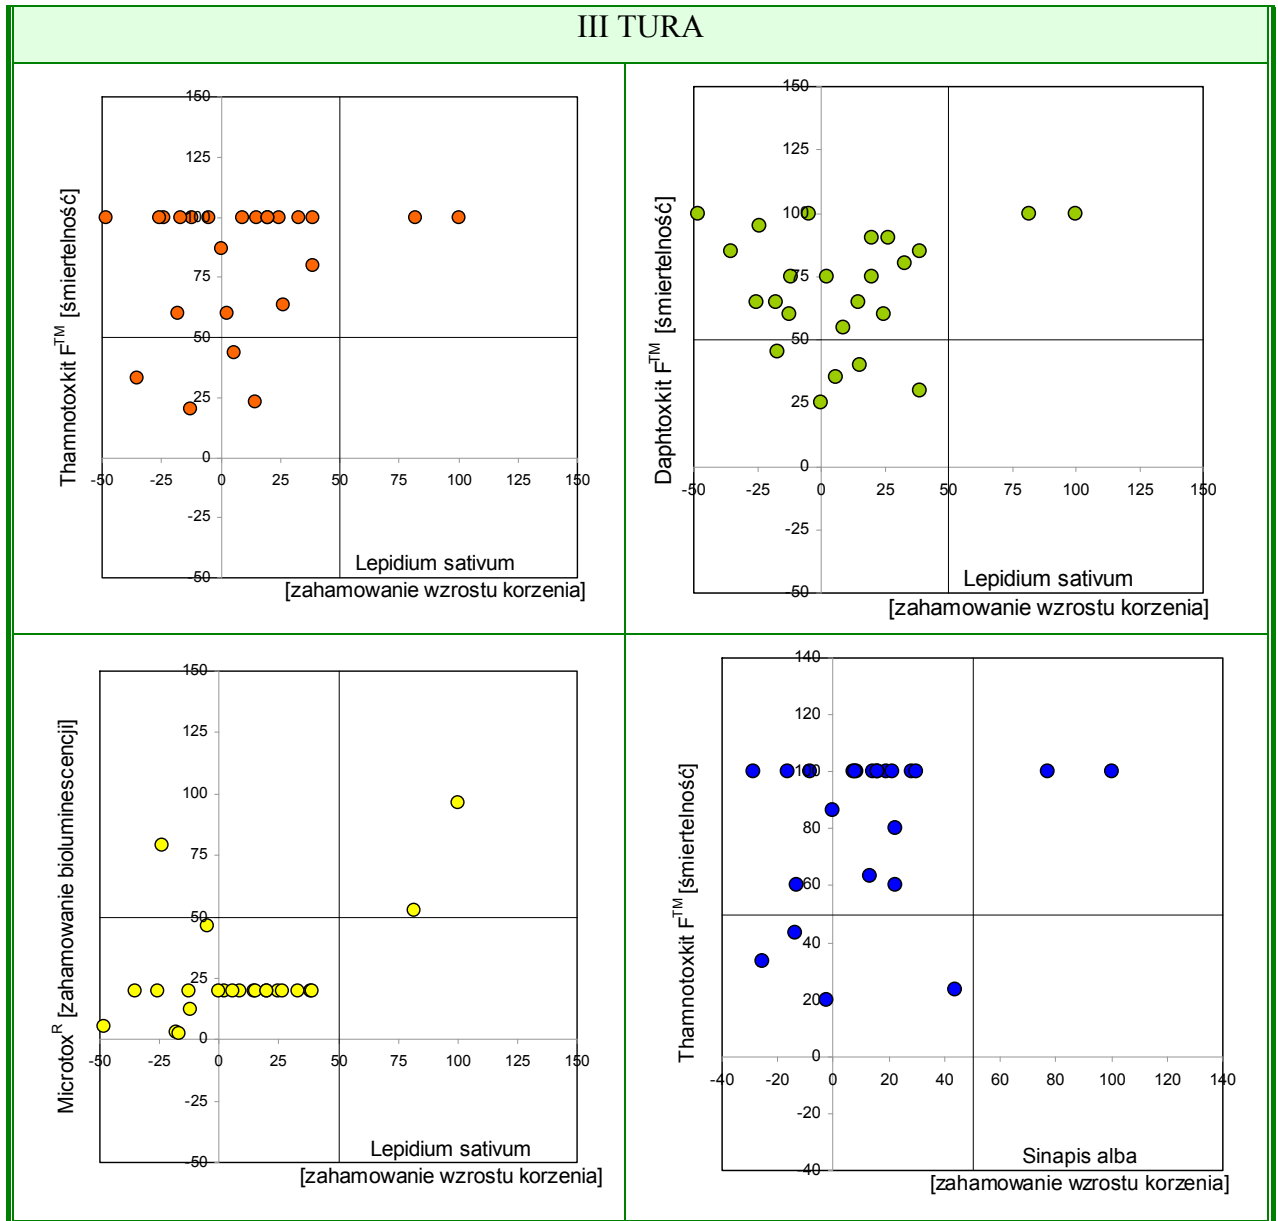 III TURA
150
125
100
75
50
25
0
-25
-50
-50 -25 0 25 50 75 100 125 150
Thamnotoxkit F™ [śmiertelność]
Lepidium sativum
[zahamowanie wzrostu korzenia]
150
125
100
75
50
25
0
-25
-50
-50 -25 0 25 50 75 100 125 150
Daphtoxkit F™ [śmiertelność]
Lepidium sativum
[zahamowanie wzrostu korzenia]
150
125
100
75
50
25
0
-25
-50
-50 -25 0 25 50 75 100 125 150
Microtox^R [zahamowanie bioluminescencji]
Lepidium sativum
[zahamowanie wzrostu korzenia]
140
120
100
80
60
40
20
0
-20
-40
-40 -20 0 20 40 60 80 100 120 140
Thamnotoxkit F™ [śmiertelność]
Sinapis alba
[zahamowanie wzrostu korzenia]